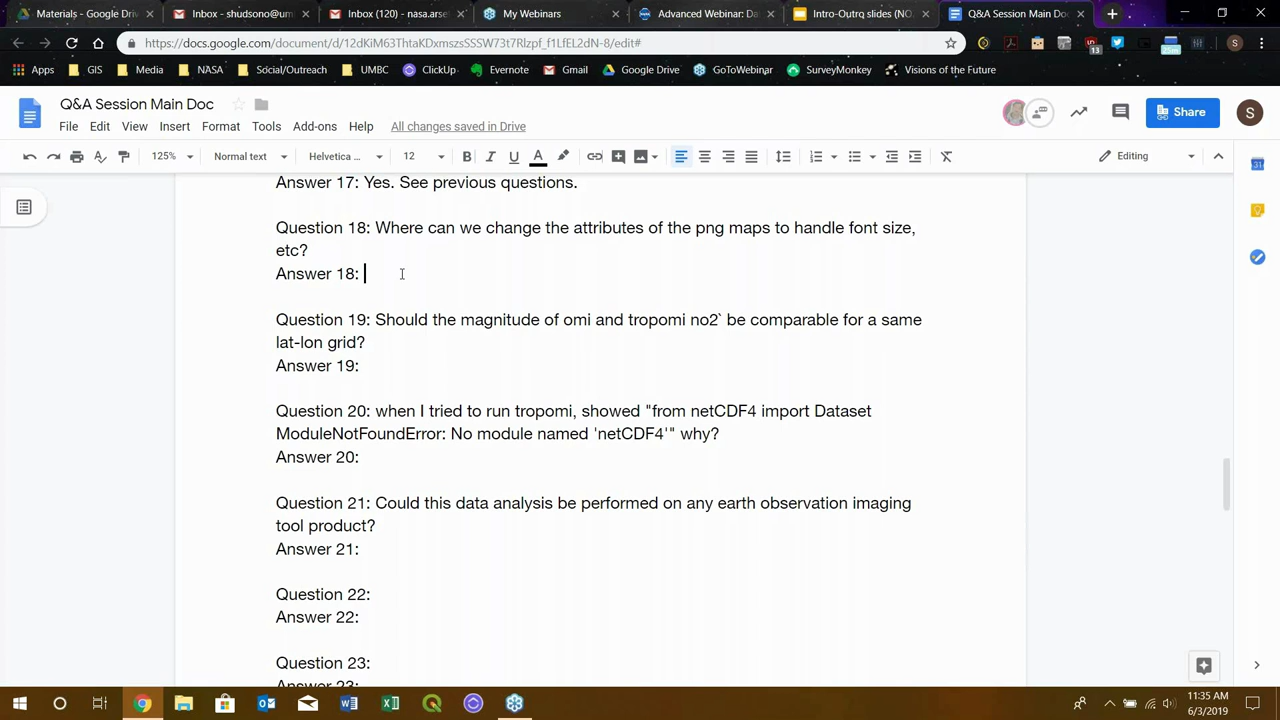 Materials - Google Driv
Inbox - shudseno@um
Inbox (120) - na.arse
My Webinars
Advanced Webinar: Da
Intro-Outro slides (NO
Q&A Session Main Doc
https://docs.google.com/document/d/12dKiM63ThtaKDxmszsSSSW73t7Rlzpf_f1LfEL2dN-8/edit#
13
25m
S
Apps
GIS
Media
NASA
Social/Outreach
UMBC
ClickUp
Evernote
Gmail
Google Drive
GoToWebinar
SurveyMonkey
Visions of the Future
Q&A Session Main Doc
File Edit View Insert Format Tools Add-ons Help All changes saved in Drive
Share
S
125% Normal text Helvetica ... 12 B I U A Editing
31
Answer 17: Yes. See previous questions.
Question 18: Where can we change the attributes of the png maps to handle font size,
etc?
Answer 18:
Question 19: Should the magnitude of omi and tropomi no2` be comparable for a same
lat-lon grid?
Answer 19:
Question 20: when I tried to run tropomi, showed "from netCDF4 import Dataset
ModuleNotFoundError: No module named 'netCDF4'" why?
Answer 20:
Question 21: Could this data analysis be performed on any earth observation imaging
tool product?
Answer 21:
Question 22:
Answer 22:
Question 23:
Answer 23:
11:35 AM
6/3/2019